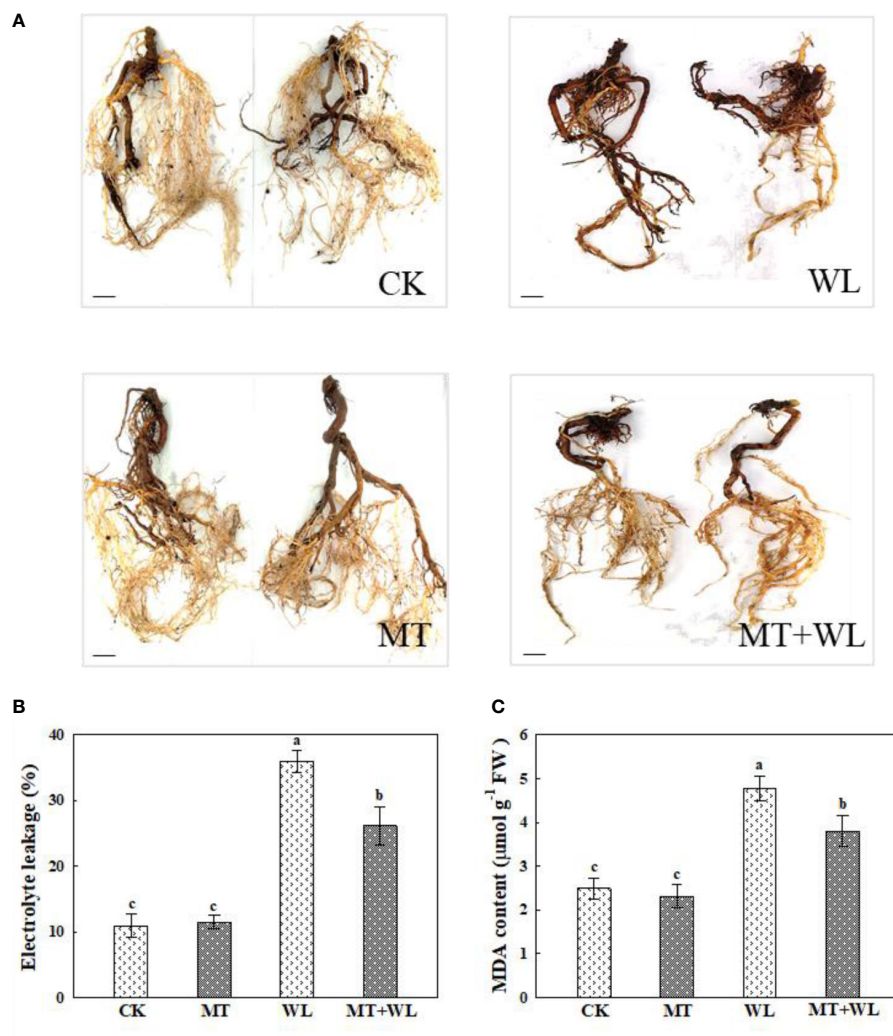 A
CK
WL
MT
MT+WL
B
Electrolyte leakage (%)
40
30
20
10
0
c
c
a
b
CK
MT
WL
MT+WL
C
MDA content (μmol g⁻¹ FW )
6
5
4
3
2
1
0
c
c
a
b
CK
MT
WL
MT+WL